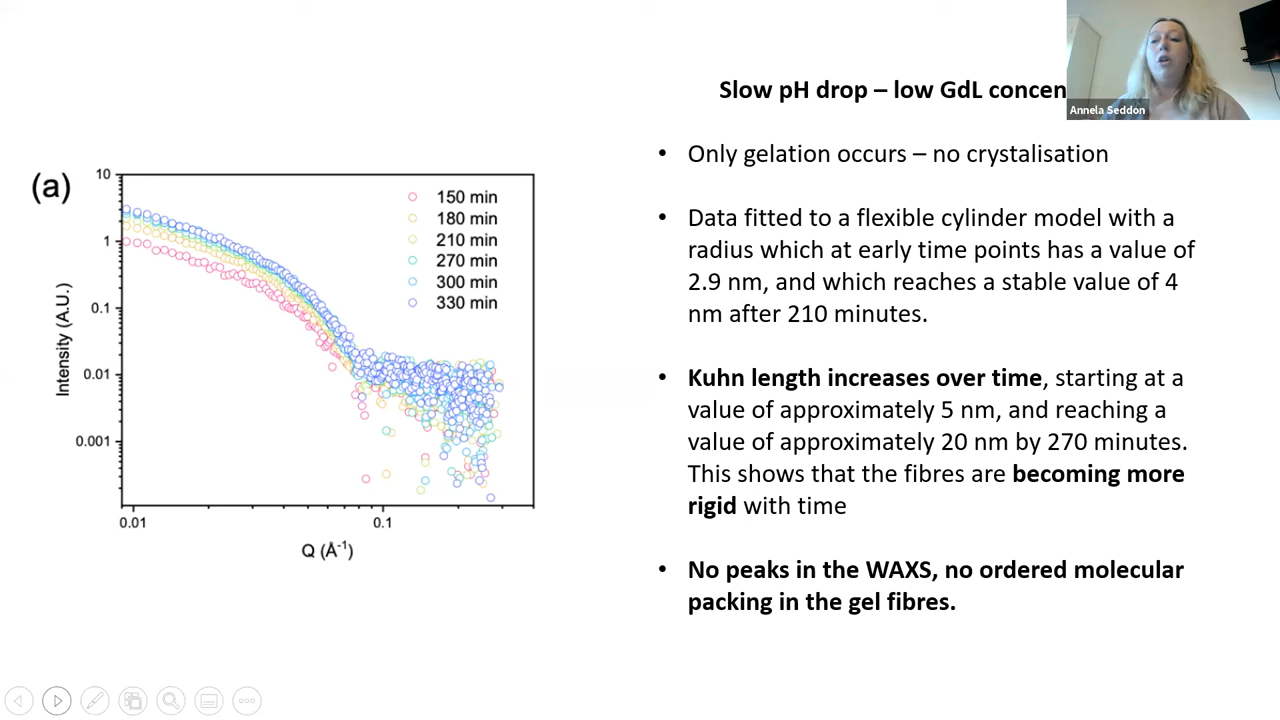 Slow pH drop – low GdL concen
Annela Seddon
• Only gelation occurs – no crystalisation
• Data fitted to a flexible cylinder model with a
radius which at early time points has a value of
2.9 nm, and which reaches a stable value of 4
nm after 210 minutes.
• Kuhn length increases over time, starting at a
value of approximately 5 nm, and reaching a
value of approximately 20 nm by 270 minutes.
This shows that the fibres are becoming more
rigid with time
• No peaks in the WAXS, no ordered molecular
packing in the gel fibres.
(a)
10
1
0.1
0.01
0.001
Intensity (A.U.)
150 min
180 min
210 min
270 min
300 min
330 min
0.01
0.1
Q (Å⁻¹)